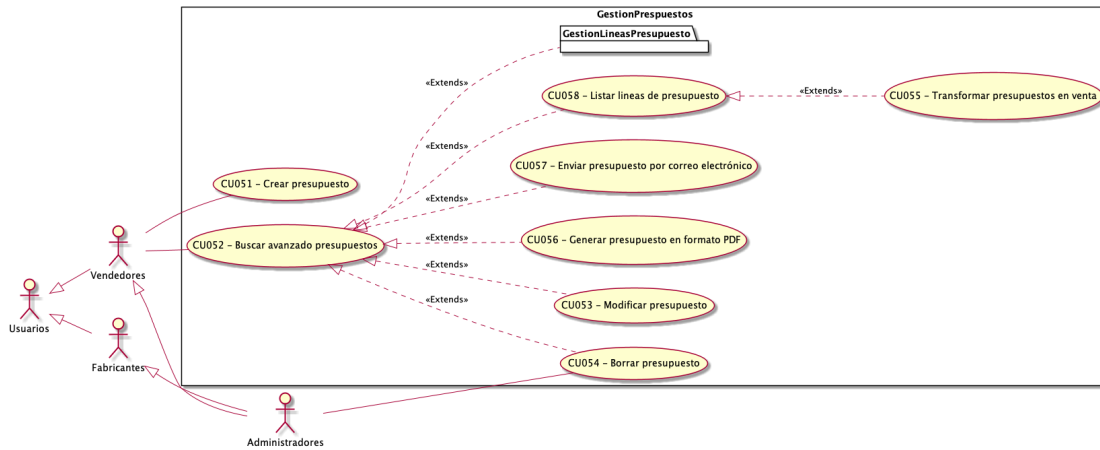 GestionPrespuestos
GestionLineasPresupuesto
«Extends»
CU058 – Listar lineas de presupuesto
«Extends»
CU055 – Transformar presupuestos en venta
«Extends»
CU057 – Enviar presupuesto por correo electrónico
CU051 – Crear presupuesto
«Extends»
CU052 – Buscar avanzado presupuestos
«Extends»
CU056 – Generar presupuesto en formato PDF
Vendedores
«Extends»
CU053 – Modificar presupuesto
Usuarios
«Extends»
CU054 – Borrar presupuesto
Fabricantes
Administradores